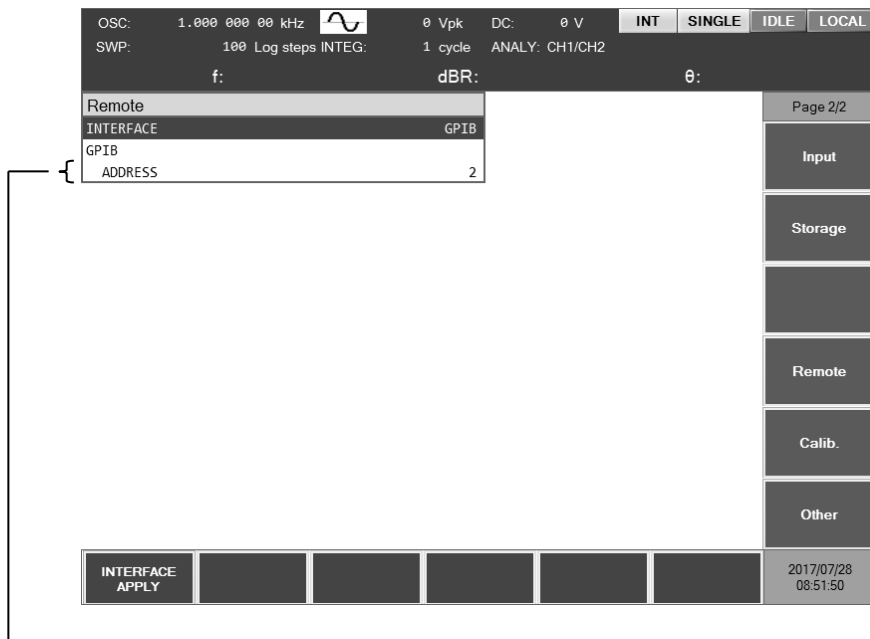 OSC: 1.000 000 00 kHz 0 Vpk DC: 0 V INT SINGLE IDLE LOCAL
SWP: 100 Log steps INTEG: 1 cycle ANALY: CH1/CH2
f: dBR: θ:
Remote
INTERFACE GPIB
GPIB
ADDRESS 2
Page 2/2
Input
Storage
Remote
Calib.
Other
INTERFACE
APPLY
2017/07/28
08:51:50